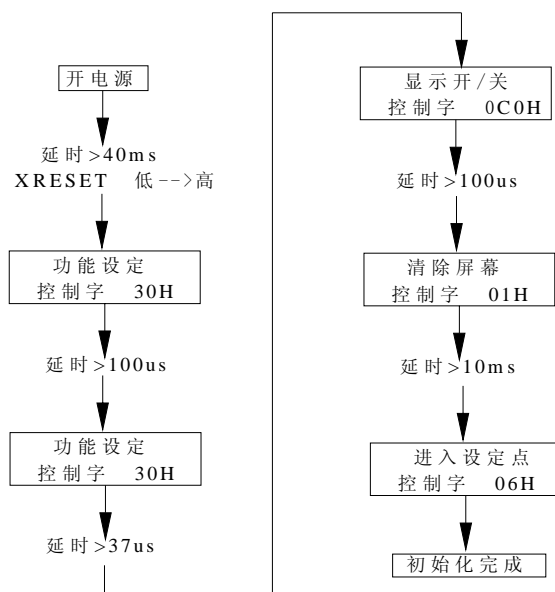 开电源
延时>40ms
XRESET 低-->高
功能设定
控制字 30H
延时>100us
功能设定
控制字 30H
延时>37us
显示开/关
控制字 0C0H
延时>100us
清除屏幕
控制字 01H
延时>10ms
进入设定点
控制字 06H
初始化完成